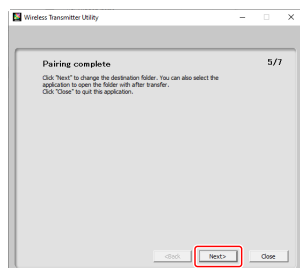 Wireless Transmitter Utility
Pairing complete
5/7
Click "Next" to change the destination folder. You can also select the
application to open the folder with after transfer.
Click "Close" to quit this application.
<Back
Next>
Close